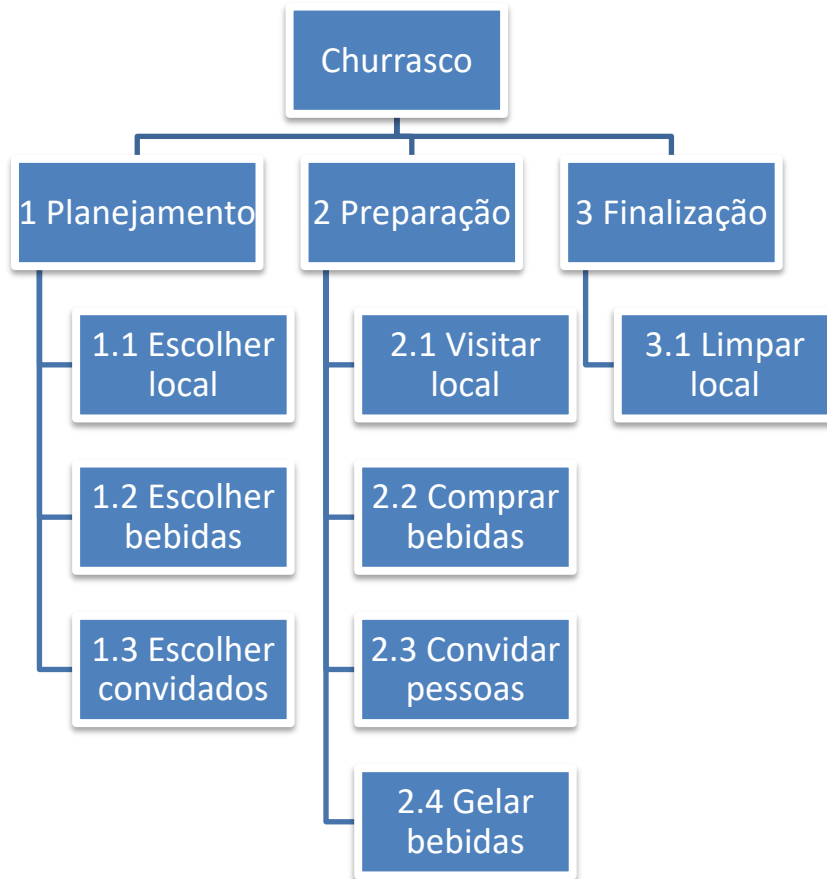 Churrasco
1 Planejamento
1.1 Escolher
local
1.2 Escolher
bebidas
1.3 Escolher
convidados
2 Preparação
2.1 Visitar
local
2.2 Comprar
bebidas
2.3 Convidar
pessoas
2.4 Gelar
bebidas
3 Finalização
3.1 Limpar
local